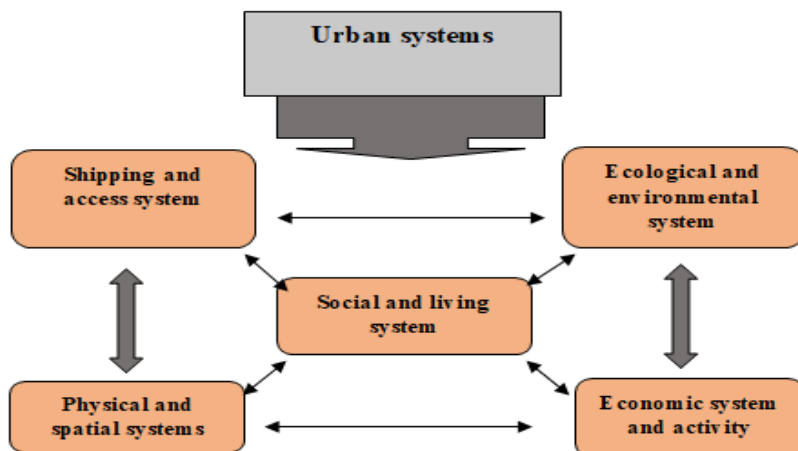 Urban systems
Shipping and
access system
Ecological and
environmental
system
Social and living
system
Physical and
spatial systems
Economic system
and activity